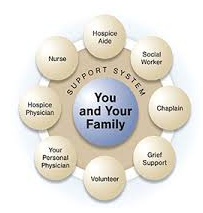 Hospice
Aide
Social
Worker
Chaplain
Grief
Support
Volunteer
Your
Personal
Physician
Hospice
Physician
Nurse
SUPPORT SYSTEM
You
and Your
Family